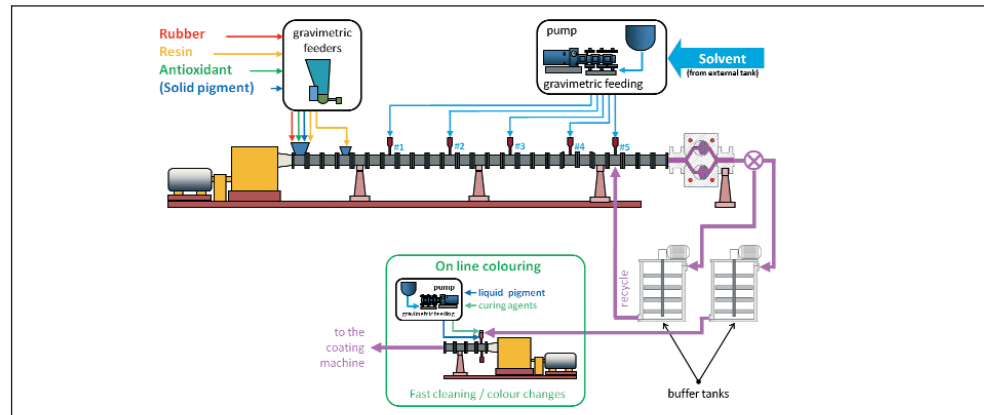 Rubber
Resin
Antioxidant
(Solid pigment)
gravimetric
feeders
pump
gravimetric feeding
Solvent
(from external tank)
#1
#2
#3
#4
#5
On line colouring
pump
gravimetric feeding
liquid pigment
curing agents
recycle
to the
coating
machine
Fast cleaning / colour changes
buffer tanks